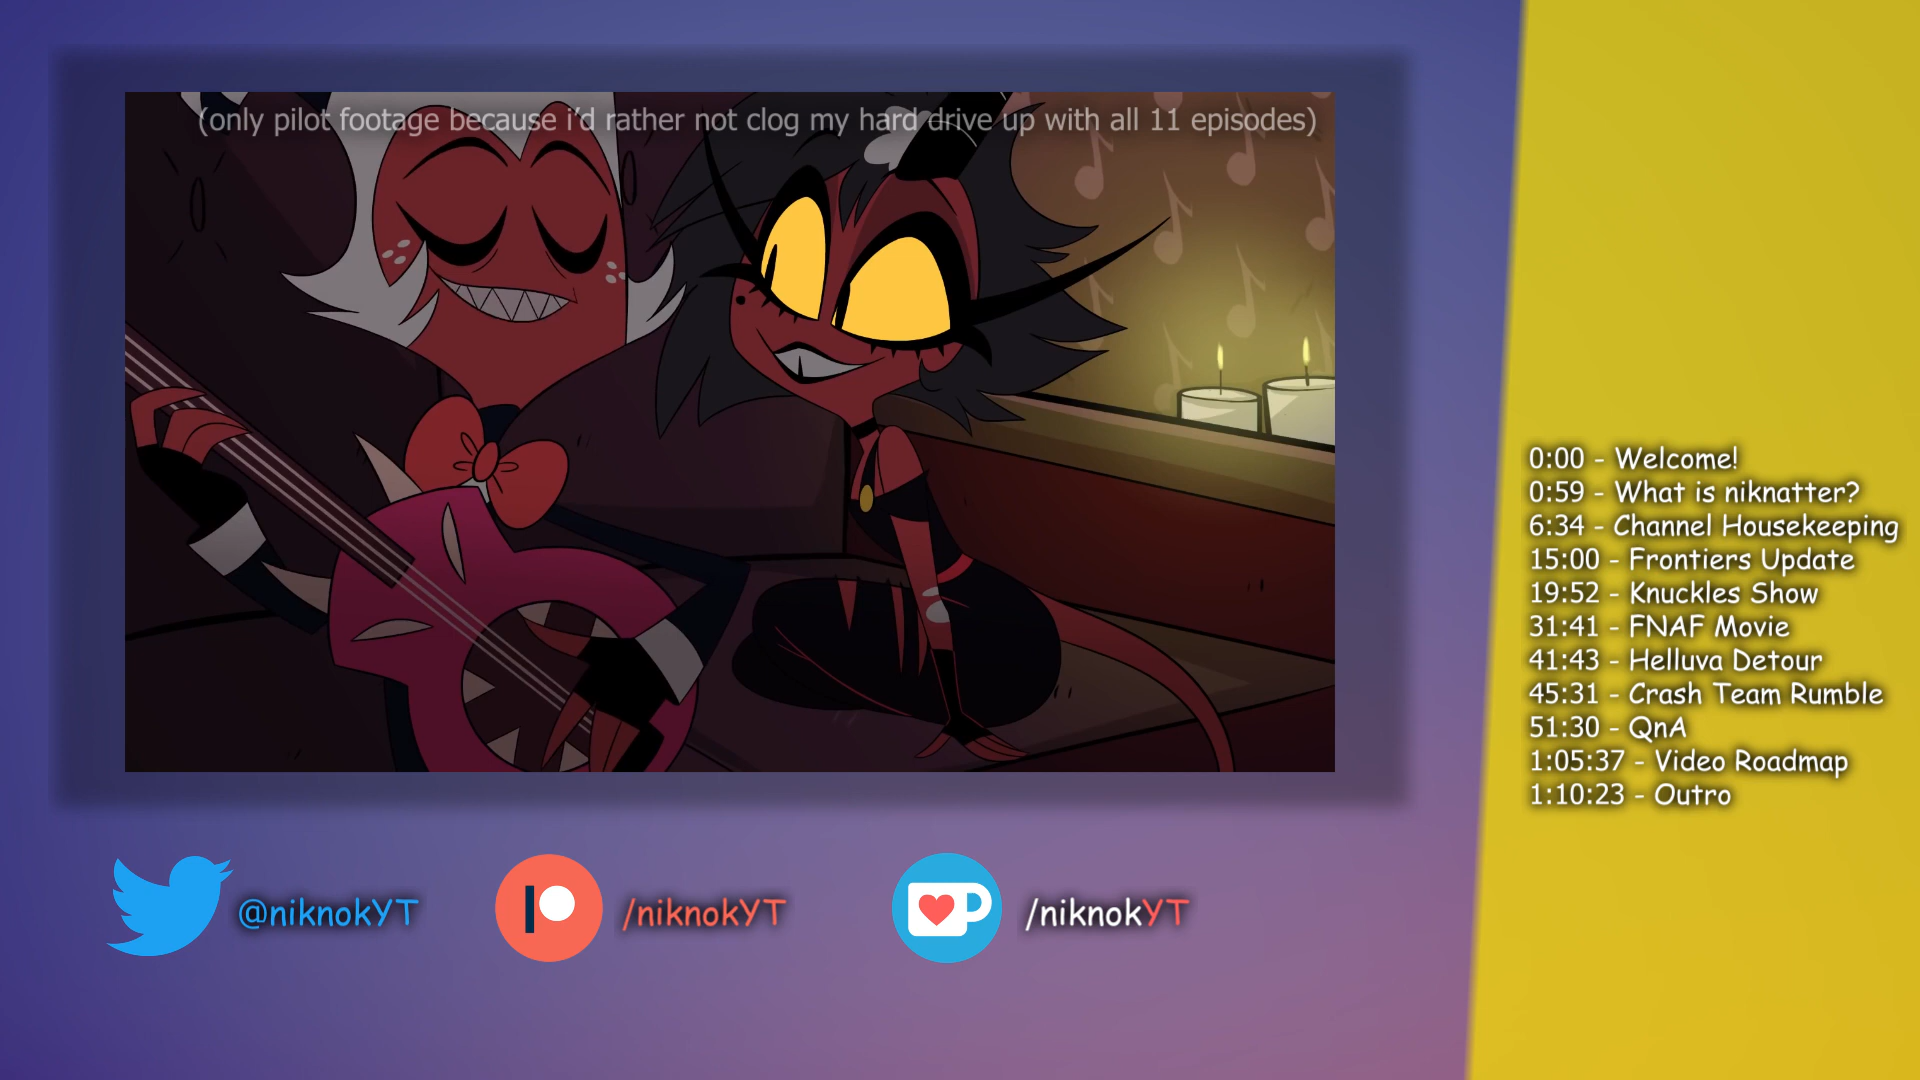 (only pilot footage because i'd rather not clog my hard drive up with all 11 episodes)
0:00 - Welcome!
0:59 - What is niknatter?
6:34 - Channel Housekeeping
15:00 - Frontiers Update
19:52 - Knuckles Show
31:41 - FNAF Movie
41:43 - Helluva Detour
45:31 - Crash Team Rumble
51:30 - QnA
1:05:37 - Video Roadmap
1:10:23 - Outro
@niknokYT
/niknokYT
/niknokYT